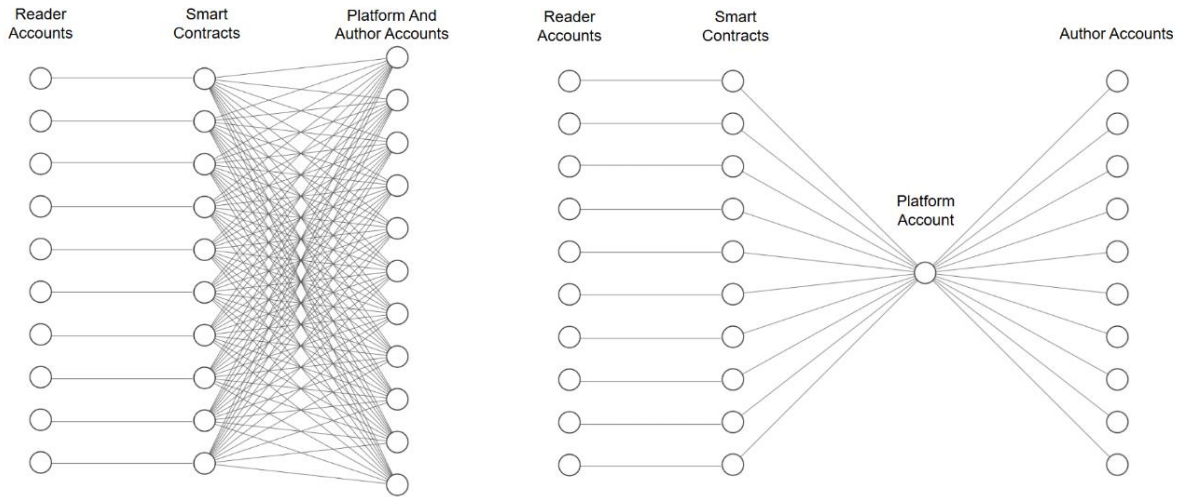 Reader
Accounts
Smart
Contracts
Platform And
Author Accounts
Reader
Accounts
Smart
Contracts
Platform
Account
Author Accounts